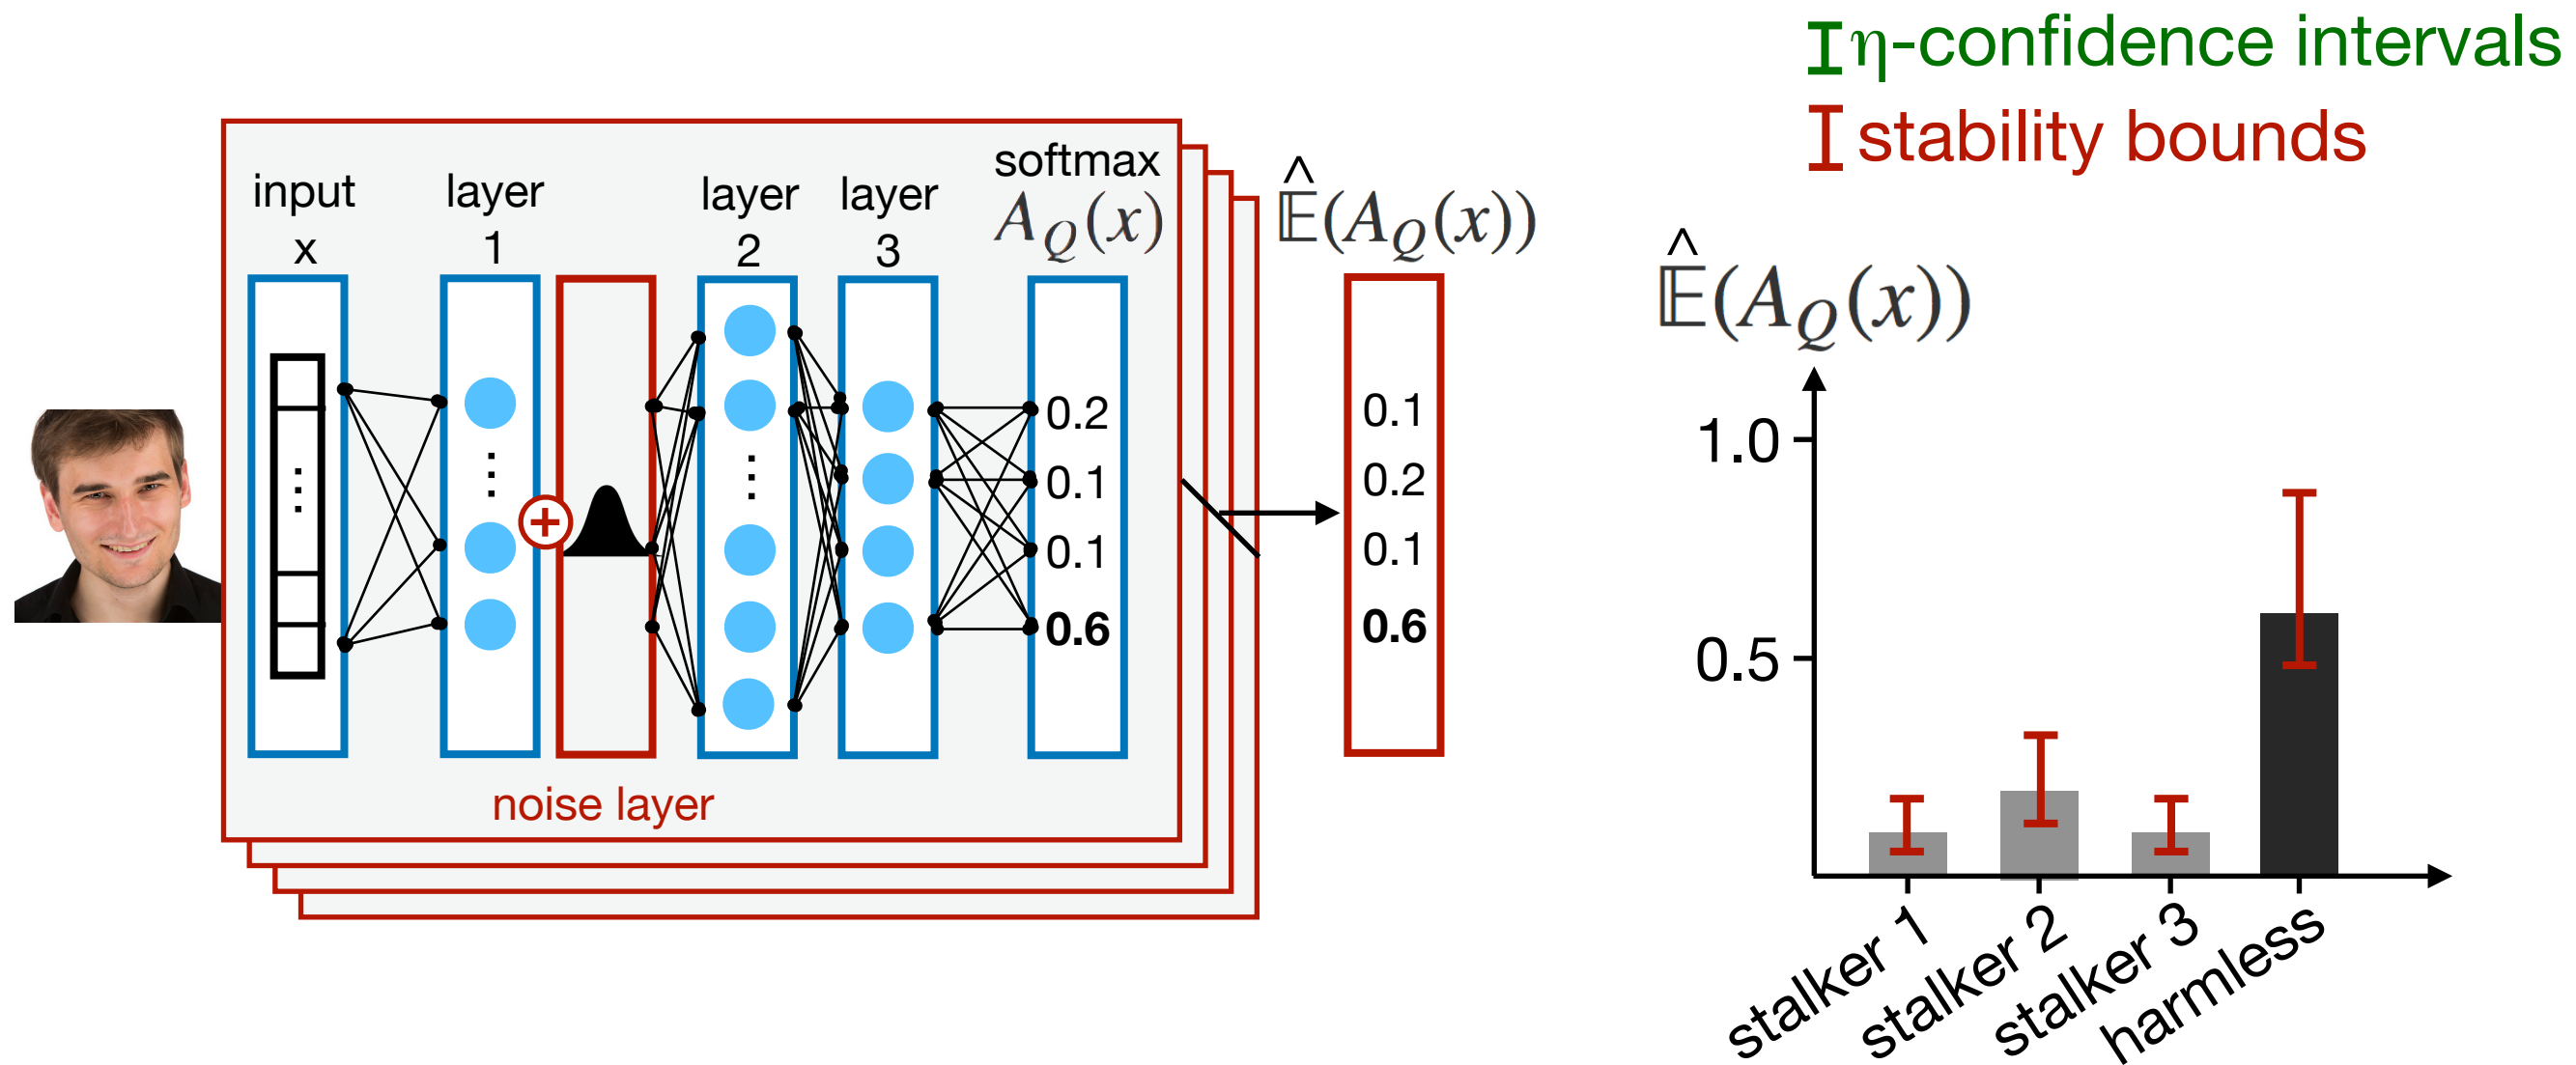 η-confidence intervals
stability bounds
input
x
layer
1
layer
2
layer
3
softmax
A_Q(x)
0.2
0.1
0.1
0.6
noise layer
Ê(A_Q(x))
0.1
0.2
0.1
0.6
Ê(A_Q(x))
1.0
0.5
stalker 1
stalker 2
stalker 3
harmless